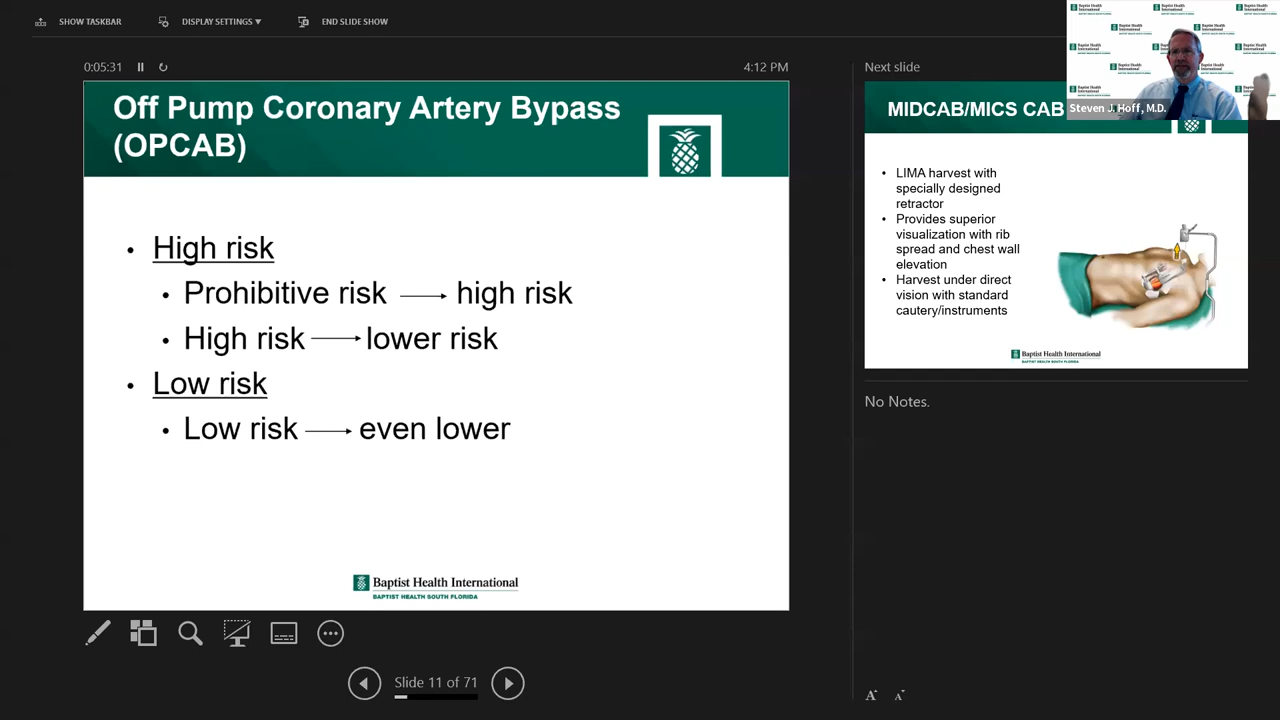 SHOW TASKBAR
DISPLAY SETTINGS ▼
END SLIDE SHOW
0:05:31
4:12 PM
Off Pump Coronary Artery Bypass
(OPCAB)
• High risk
• Prohibitive risk → high risk
• High risk → lower risk
• Low risk
• Low risk → even lower
Baptist Health International
BAPTIST HEALTH SOUTH FLORIDA
Slide 11 of 71
Next slide
Steven J. Hoff, M.D.
MIDCAB/MICS CAB
• LIMA harvest with
specially designed
retractor
• Provides superior
visualization with rib
spread and chest wall
elevation
• Harvest under direct
vision with standard
cautery/instruments
Baptist Health International
BAPTIST HEALTH SOUTH FLORIDA
No Notes.
A A